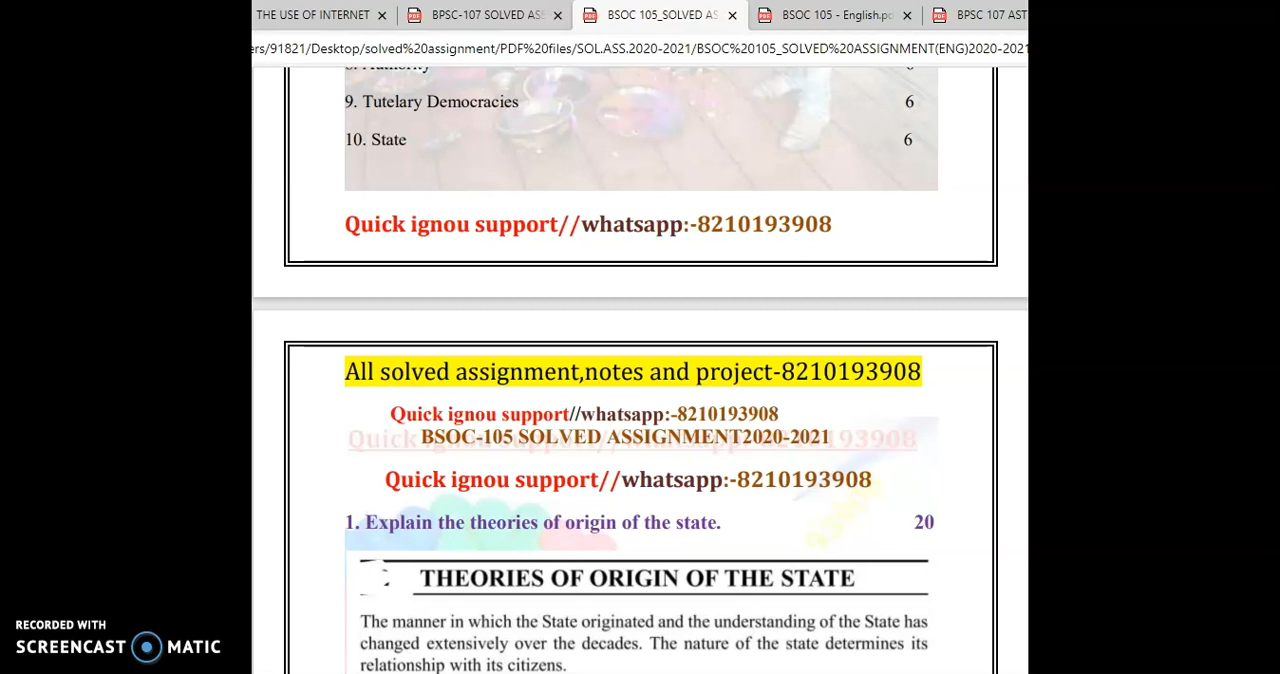 THE USE OF INTERNET
BPSC-107 SOLVED ASS
BSOC 105_SOLVED AS
BSOC 105 - English.pd
BPSC 107 AST
ers/91821/Desktop/solved%20assignment/PDF%20files/SOL.ASS.2020-2021/BSOC%20105_SOLVED%20ASSIGNMENT(ENG)2020-2021
8. Authority 6
9. Tutelary Democracies 6
10. State 6
Quick ignou support//whatsapp:-8210193908
All solved assignment,notes and project-8210193908
Quick ignou support//whatsapp:-8210193908
BSOC-105 SOLVED ASSIGNMENT2020-2021
Quick ignou support//whatsapp:-8210193908
1. Explain the theories of origin of the state. 20
THEORIES OF ORIGIN OF THE STATE
The manner in which the State originated and the understanding of the State has
changed extensively over the decades. The nature of the state determines its
relationship with its citizens.
RECORDED WITH
SCREENCAST MATIC